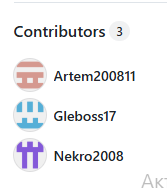 Contributors 3
Artem200811
Gleboss17
Nekro2008